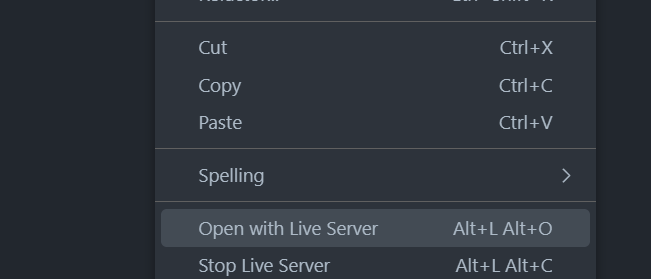 Cut Ctrl+X
Copy Ctrl+C
Paste Ctrl+V
Spelling
Open with Live Server Alt+L Alt+O
Stop Live Server Alt+L Alt+C